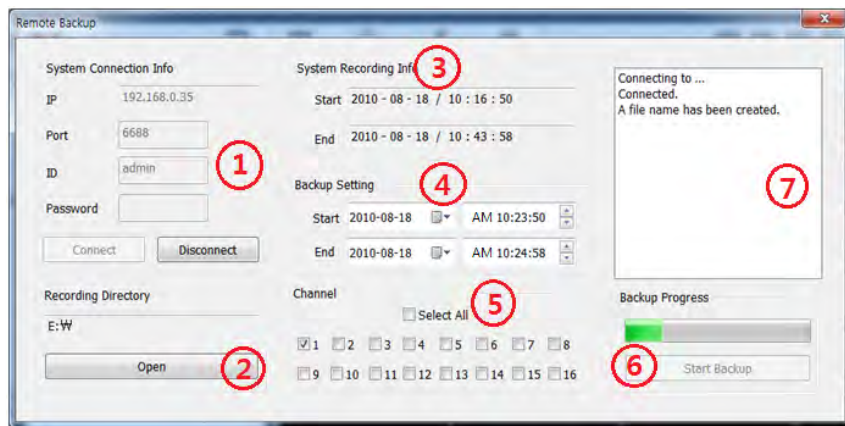 Remote Backup
System Connection Info
IP 192.168.0.35
Port 6688
ID admin
Password
Connect Disconnect
1
Recording Directory
E:₩
Open
2
System Recording Info
3
Start 2010 - 08 - 18 / 10 : 16 : 50
End 2010 - 08 - 18 / 10 : 43 : 58
Backup Setting
4
Start 2010-08-18 AM 10:23:50
End 2010-08-18 AM 10:24:58
Channel
Select All
5
1 2 3 4 5 6 7 8
9 10 11 12 13 14 15 16
Connecting to ...
Connected.
A file name has been created.
7
Backup Progress
6
Start Backup